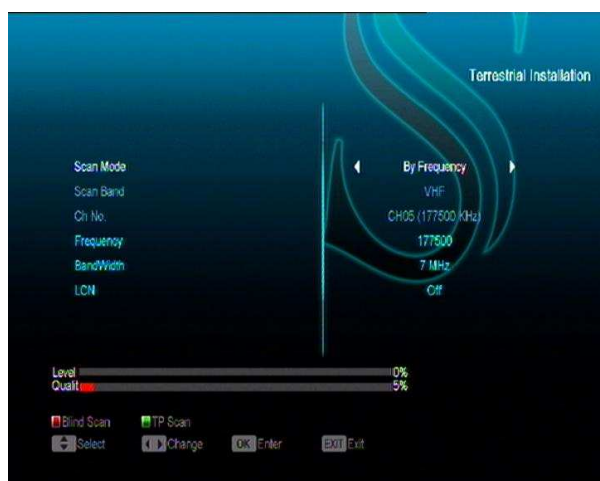 Terrestrial Installation
Scan Mode By Frequency
Scan Band VHF
Ch No. CH05 (177500 KHz)
Frequency 177500
BandWidth 7 MHz
LCN Off
Level 0%
Qualit 5%
Blind Scan TP Scan
Select Change OK Enter EXIT Exit